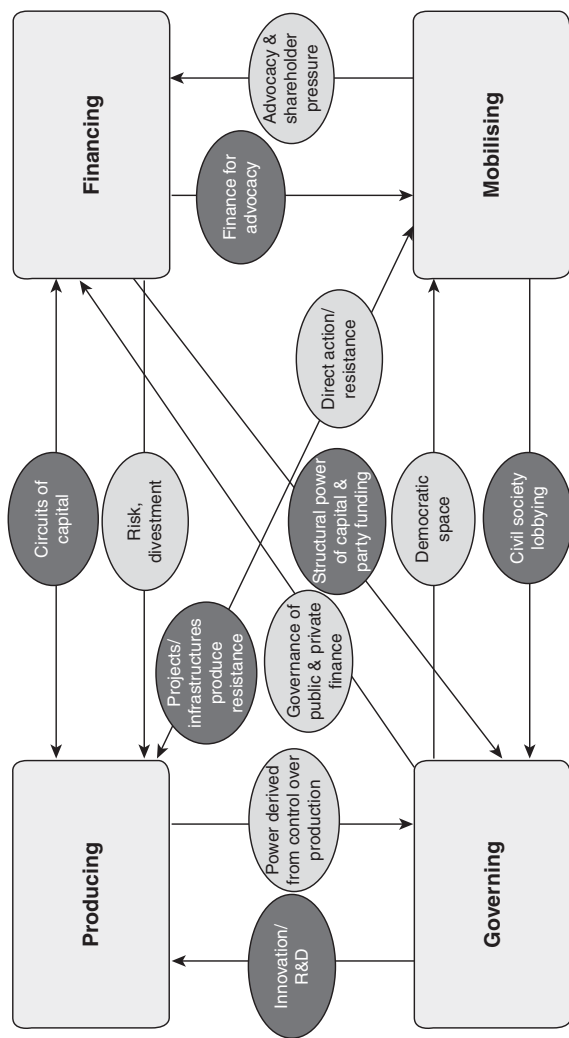 Producing
Financing
Governing
Mobilising
Circuits of
capital
Risk,
divestment
Projects/
infrastructures
produce
resistance
Direct action/
resistance
Innovation/
R&D
Power derived
from control over
production
Finance for
advocacy
Advocacy &
shareholder
pressure
Governance of
public & private
finance
Structural power
of capital &
party funding
Democratic
space
Civil society
lobbying